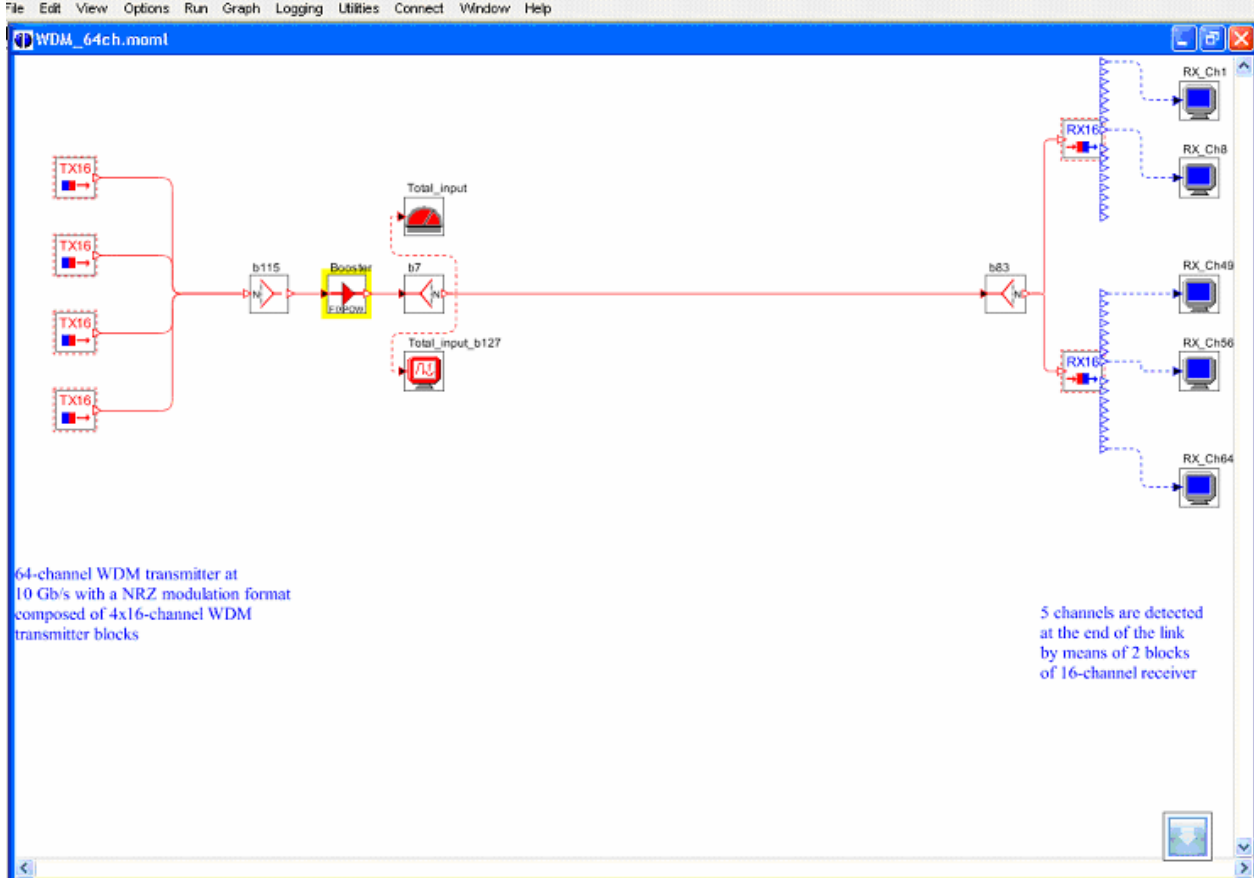 File Edit View Options Run Graph Logging Utilities Connect Window Help
WDM_64ch.moml
RX_Ch1
RX16
RX_Ch8
TX16
Total_input
TX16
b115
Booster
FIXPOW
b7
N
N
b83
N
RX_Ch49
TX16
Total_input_b127
RX16
RX_Ch56
TX16
RX_Ch64
64-channel WDM transmitter at
10 Gb/s with a NRZ modulation format
composed of 4x16-channel WDM
transmitter blocks
5 channels are detected
at the end of the link
by means of 2 blocks
of 16-channel receiver